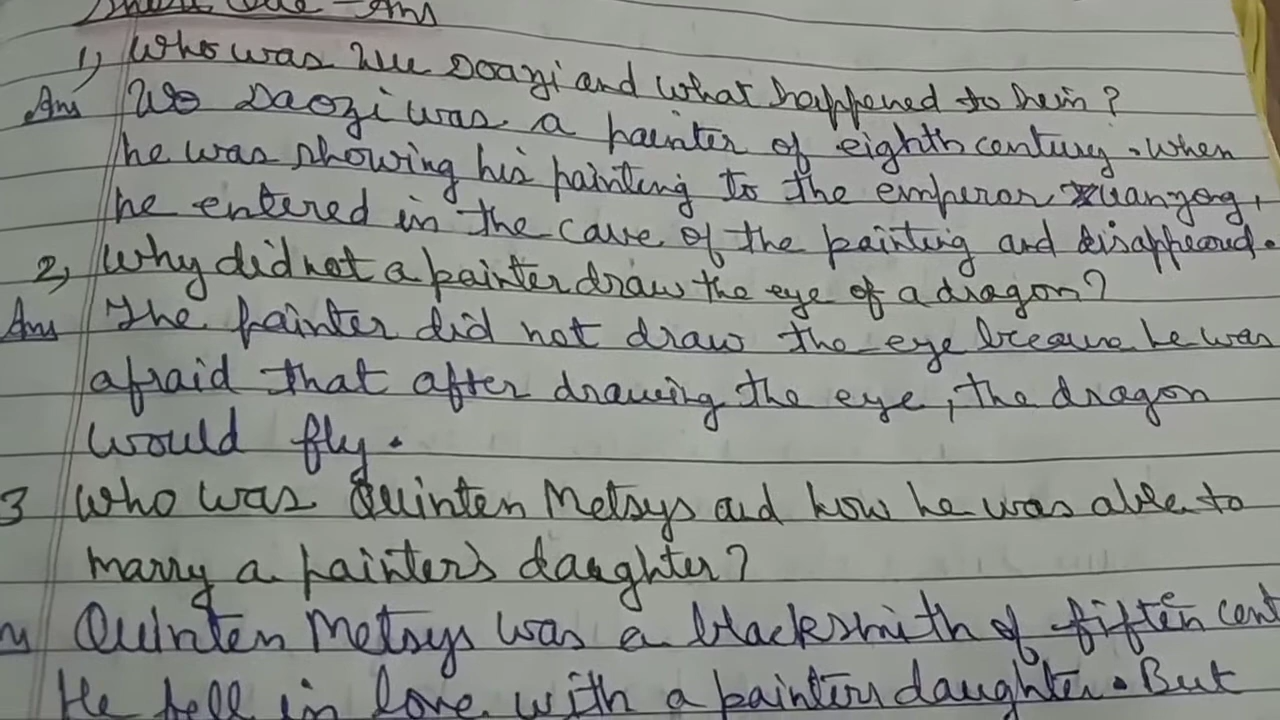 Short Que - Ans
1, Who was Wu Doazi and what happened to him?
Ans Wo Daozi was a painter of eighth century. When
he was showing his painting to the emperor Xuanzong,
he entered in the cave of the painting and disappeared.
2, Why did not a painter draw the eye of a dragon?
Ans The painter did not draw the eye because he was
afraid that after drawing the eye, the dragon
would fly.
3 Who was Quinten Metsys and how he was able to
marry a painter's daughter?
Quinten Metsys was a blacksmith of fifteen cent
He fell in love with a painters daughter. But